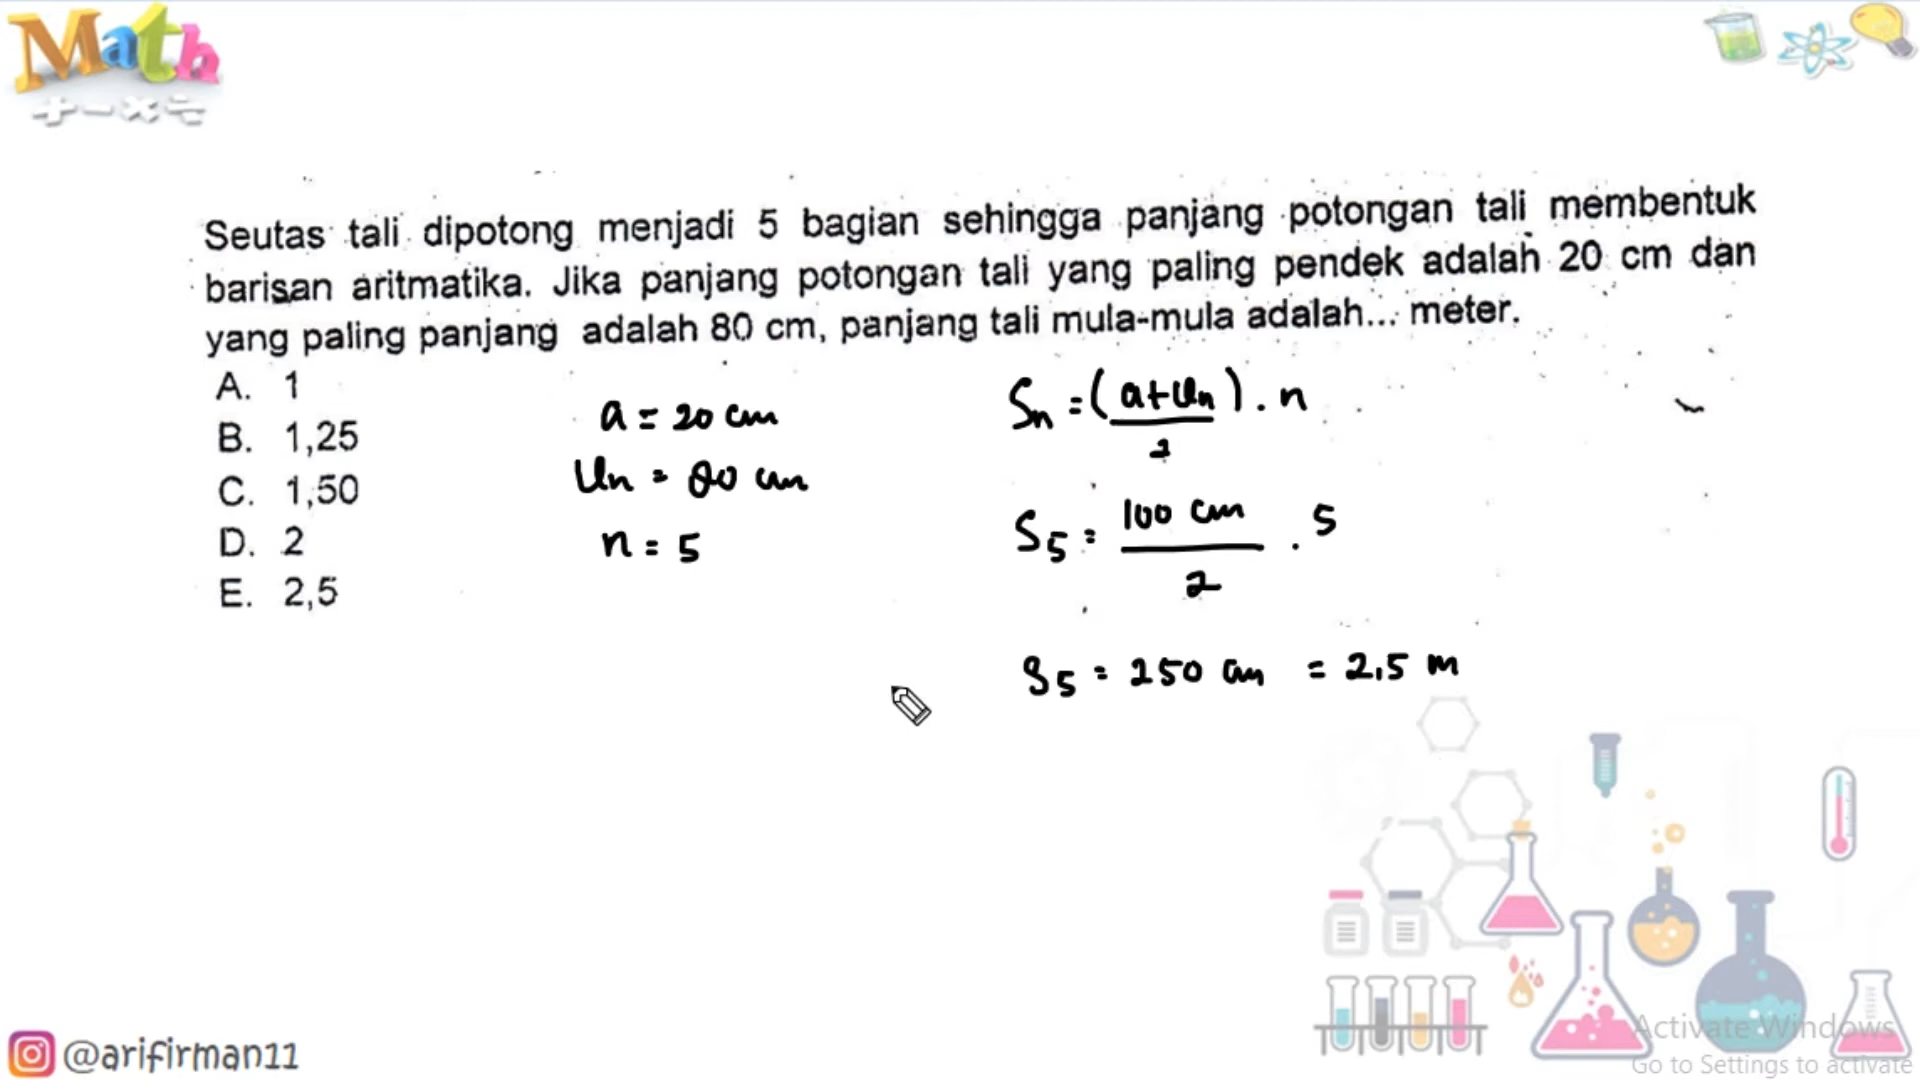 Math
+ - × ÷
Seutas tali dipotong menjadi 5 bagian sehingga panjang potongan tali membentuk
barisan aritmatika. Jika panjang potongan tali yang paling pendek adalah 20 cm dan
yang paling panjang adalah 80 cm, panjang tali mula-mula adalah... meter.
A. 1
B. 1,25
C. 1,50
D. 2
E. 2,5
a = 20 cm
Un = 80 cm
n = 5
Sn = (a+Un / 2) . n
S5 = 100 cm / 2 . 5
S5 = 250 cm = 2,5 m
@arifirman11
Activate Windows
Go to Settings to activate